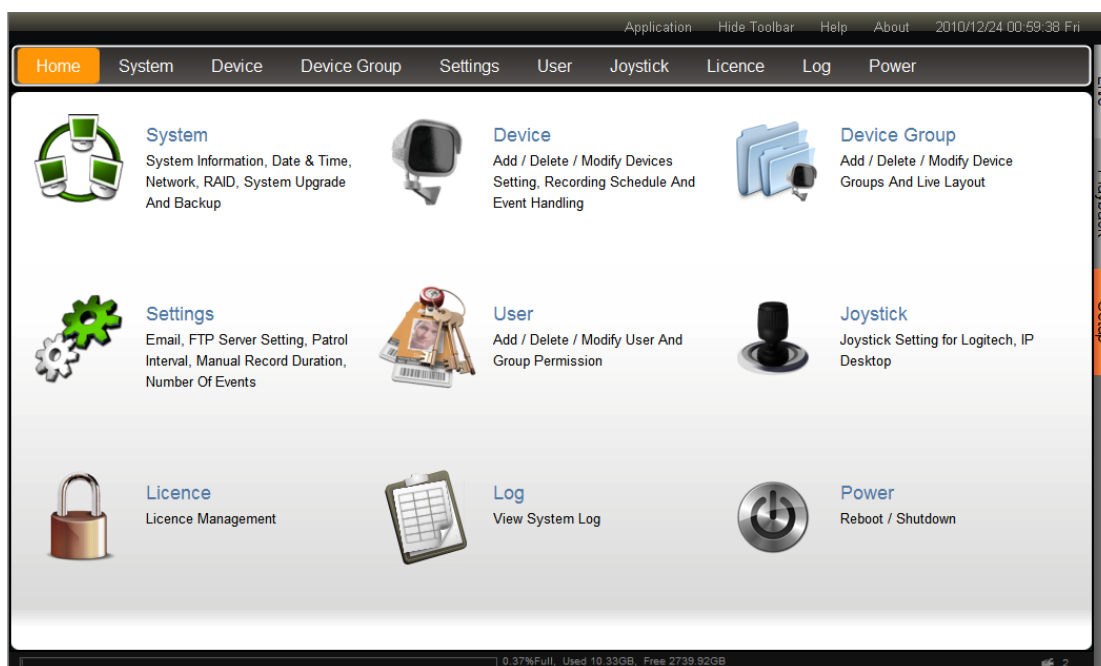 Application Hide Toolbar Help About 2010/12/24 00:59:38 Fri
Home System Device Device Group Settings User Joystick Licence Log Power
System
System Information, Date & Time,
Network, RAID, System Upgrade
And Backup
Device
Add / Delete / Modify Devices
Setting, Recording Schedule And
Event Handling
Device Group
Add / Delete / Modify Device
Groups And Live Layout
Settings
Email, FTP Server Setting, Patrol
Interval, Manual Record Duration,
Number Of Events
User
Add / Delete / Modify User And
Group Permission
Joystick
Joystick Setting for Logitech, IP
Desktop
Licence
Licence Management
Log
View System Log
Power
Reboot / Shutdown
0.37%Full, Used 10.33GB, Free 2739.92GB
2